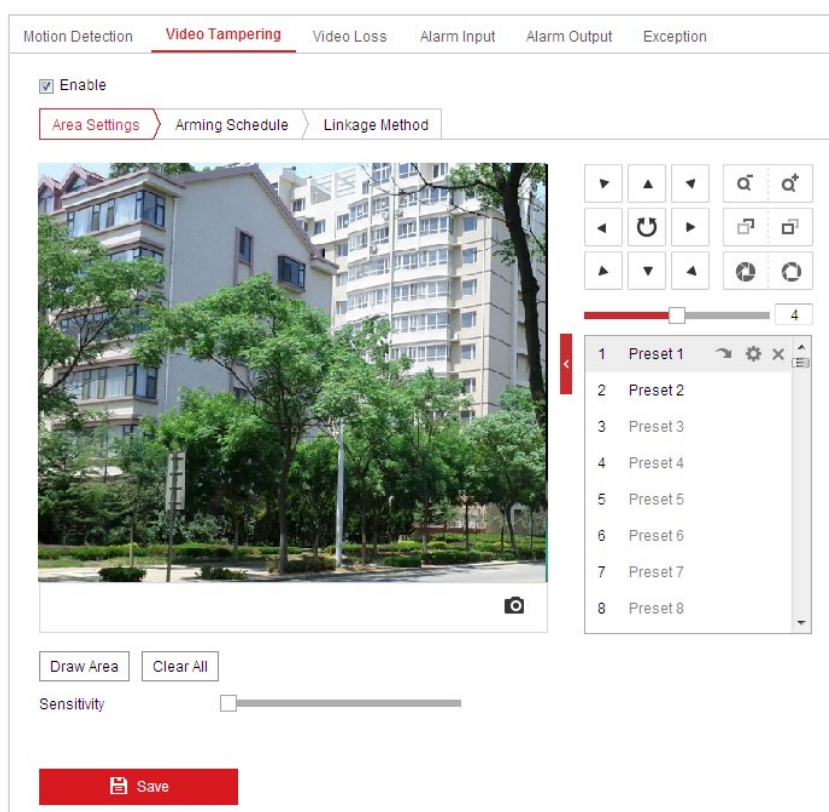 Motion Detection Video Tampering Video Loss Alarm Input Alarm Output Exception
Enable
Area Settings Arming Schedule Linkage Method
4
1 Preset 1
2 Preset 2
3 Preset 3
4 Preset 4
5 Preset 5
6 Preset 6
7 Preset 7
8 Preset 8
Draw Area Clear All
Sensitivity
Save